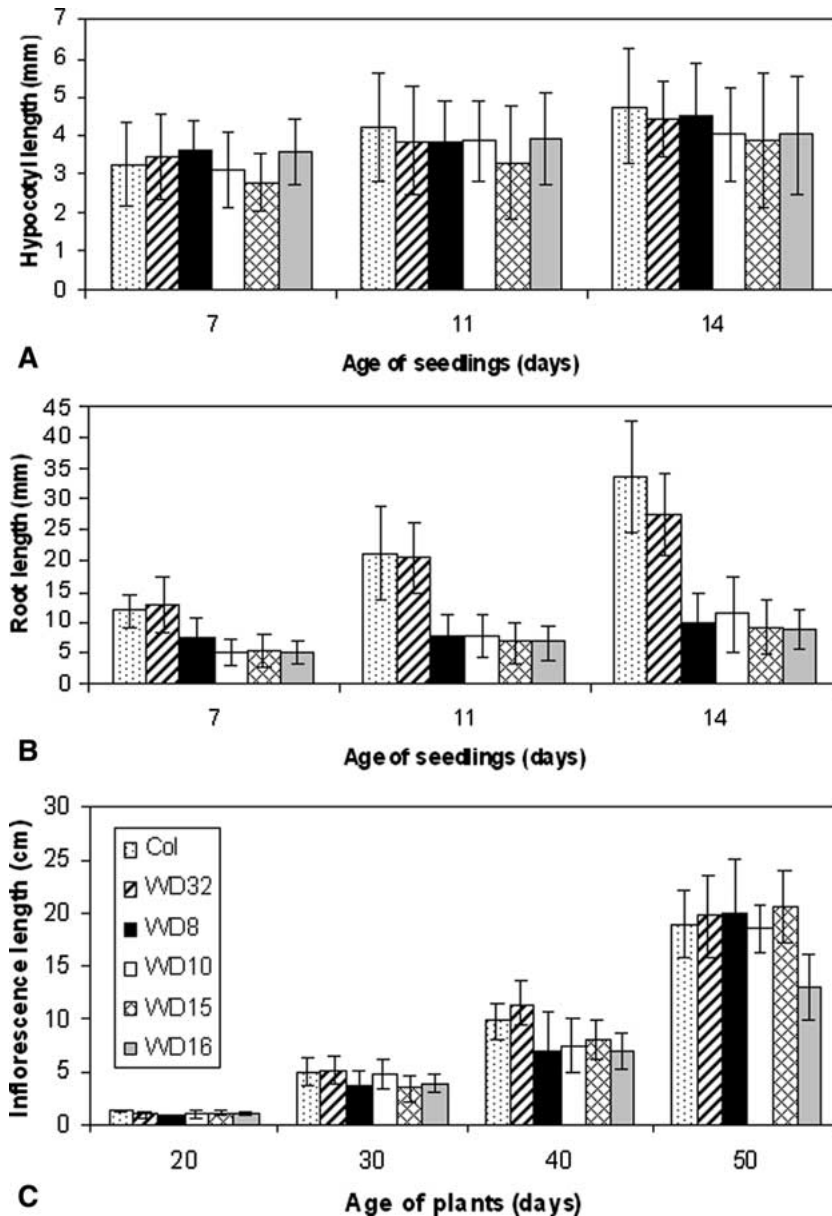 7
6
5
4
3
2
1
0
Hypocotyl length (mm)
7 11 14
A
Age of seedlings (days)
45
40
35
30
25
20
15
10
5
0
Root length (mm)
7 11 14
B
Age of seedlings (days)
30
25
20
15
10
5
0
Inflorescence length (cm)
Col
WD32
WD8
WD10
WD15
WD16
20 30 40 50
C
Age of plants (days)